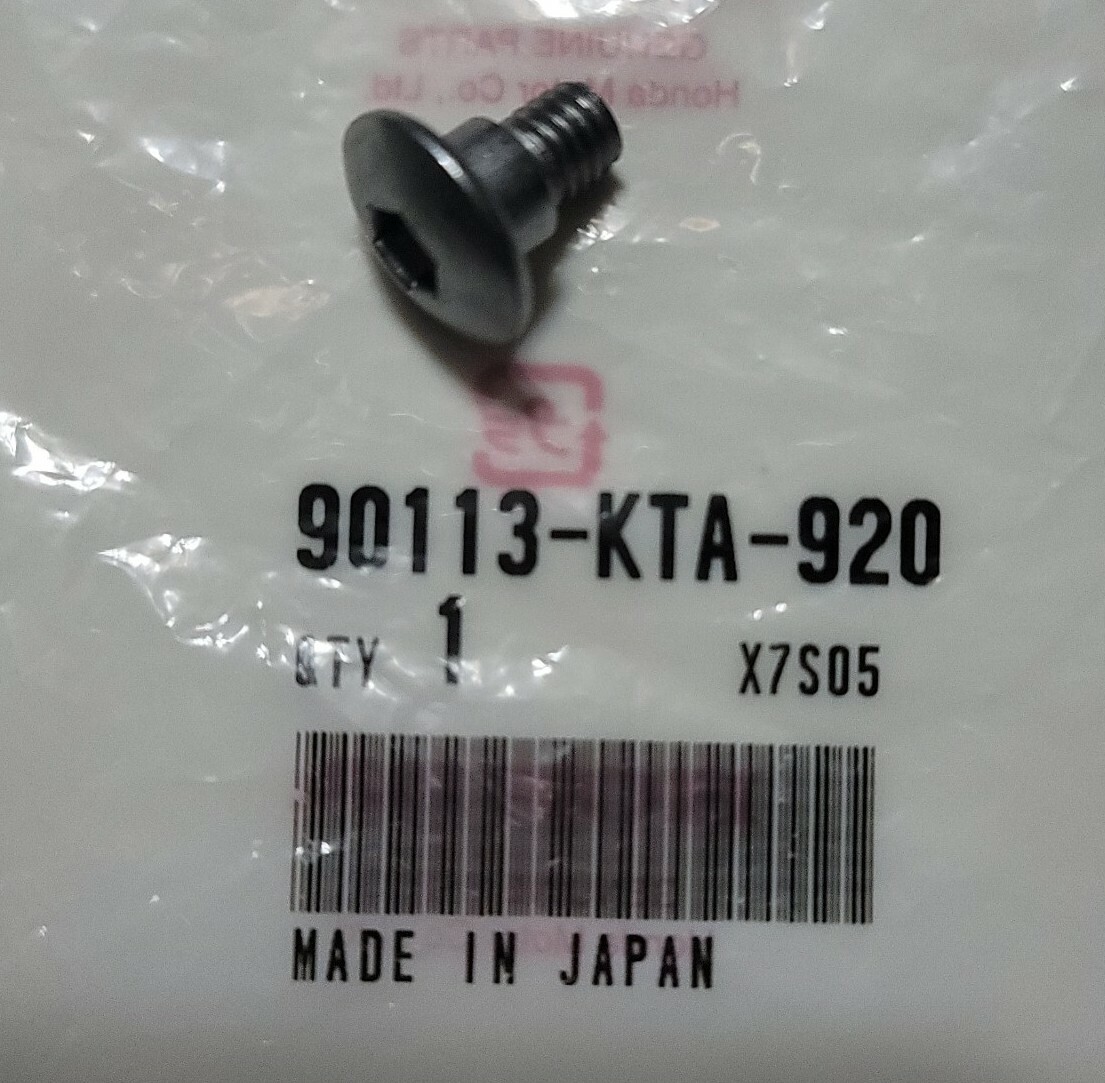 GENUINE PARTS
Honda Motor Co., Ltd.
90113-KTA-920
QTY 1 X7S05
MADE IN JAPAN